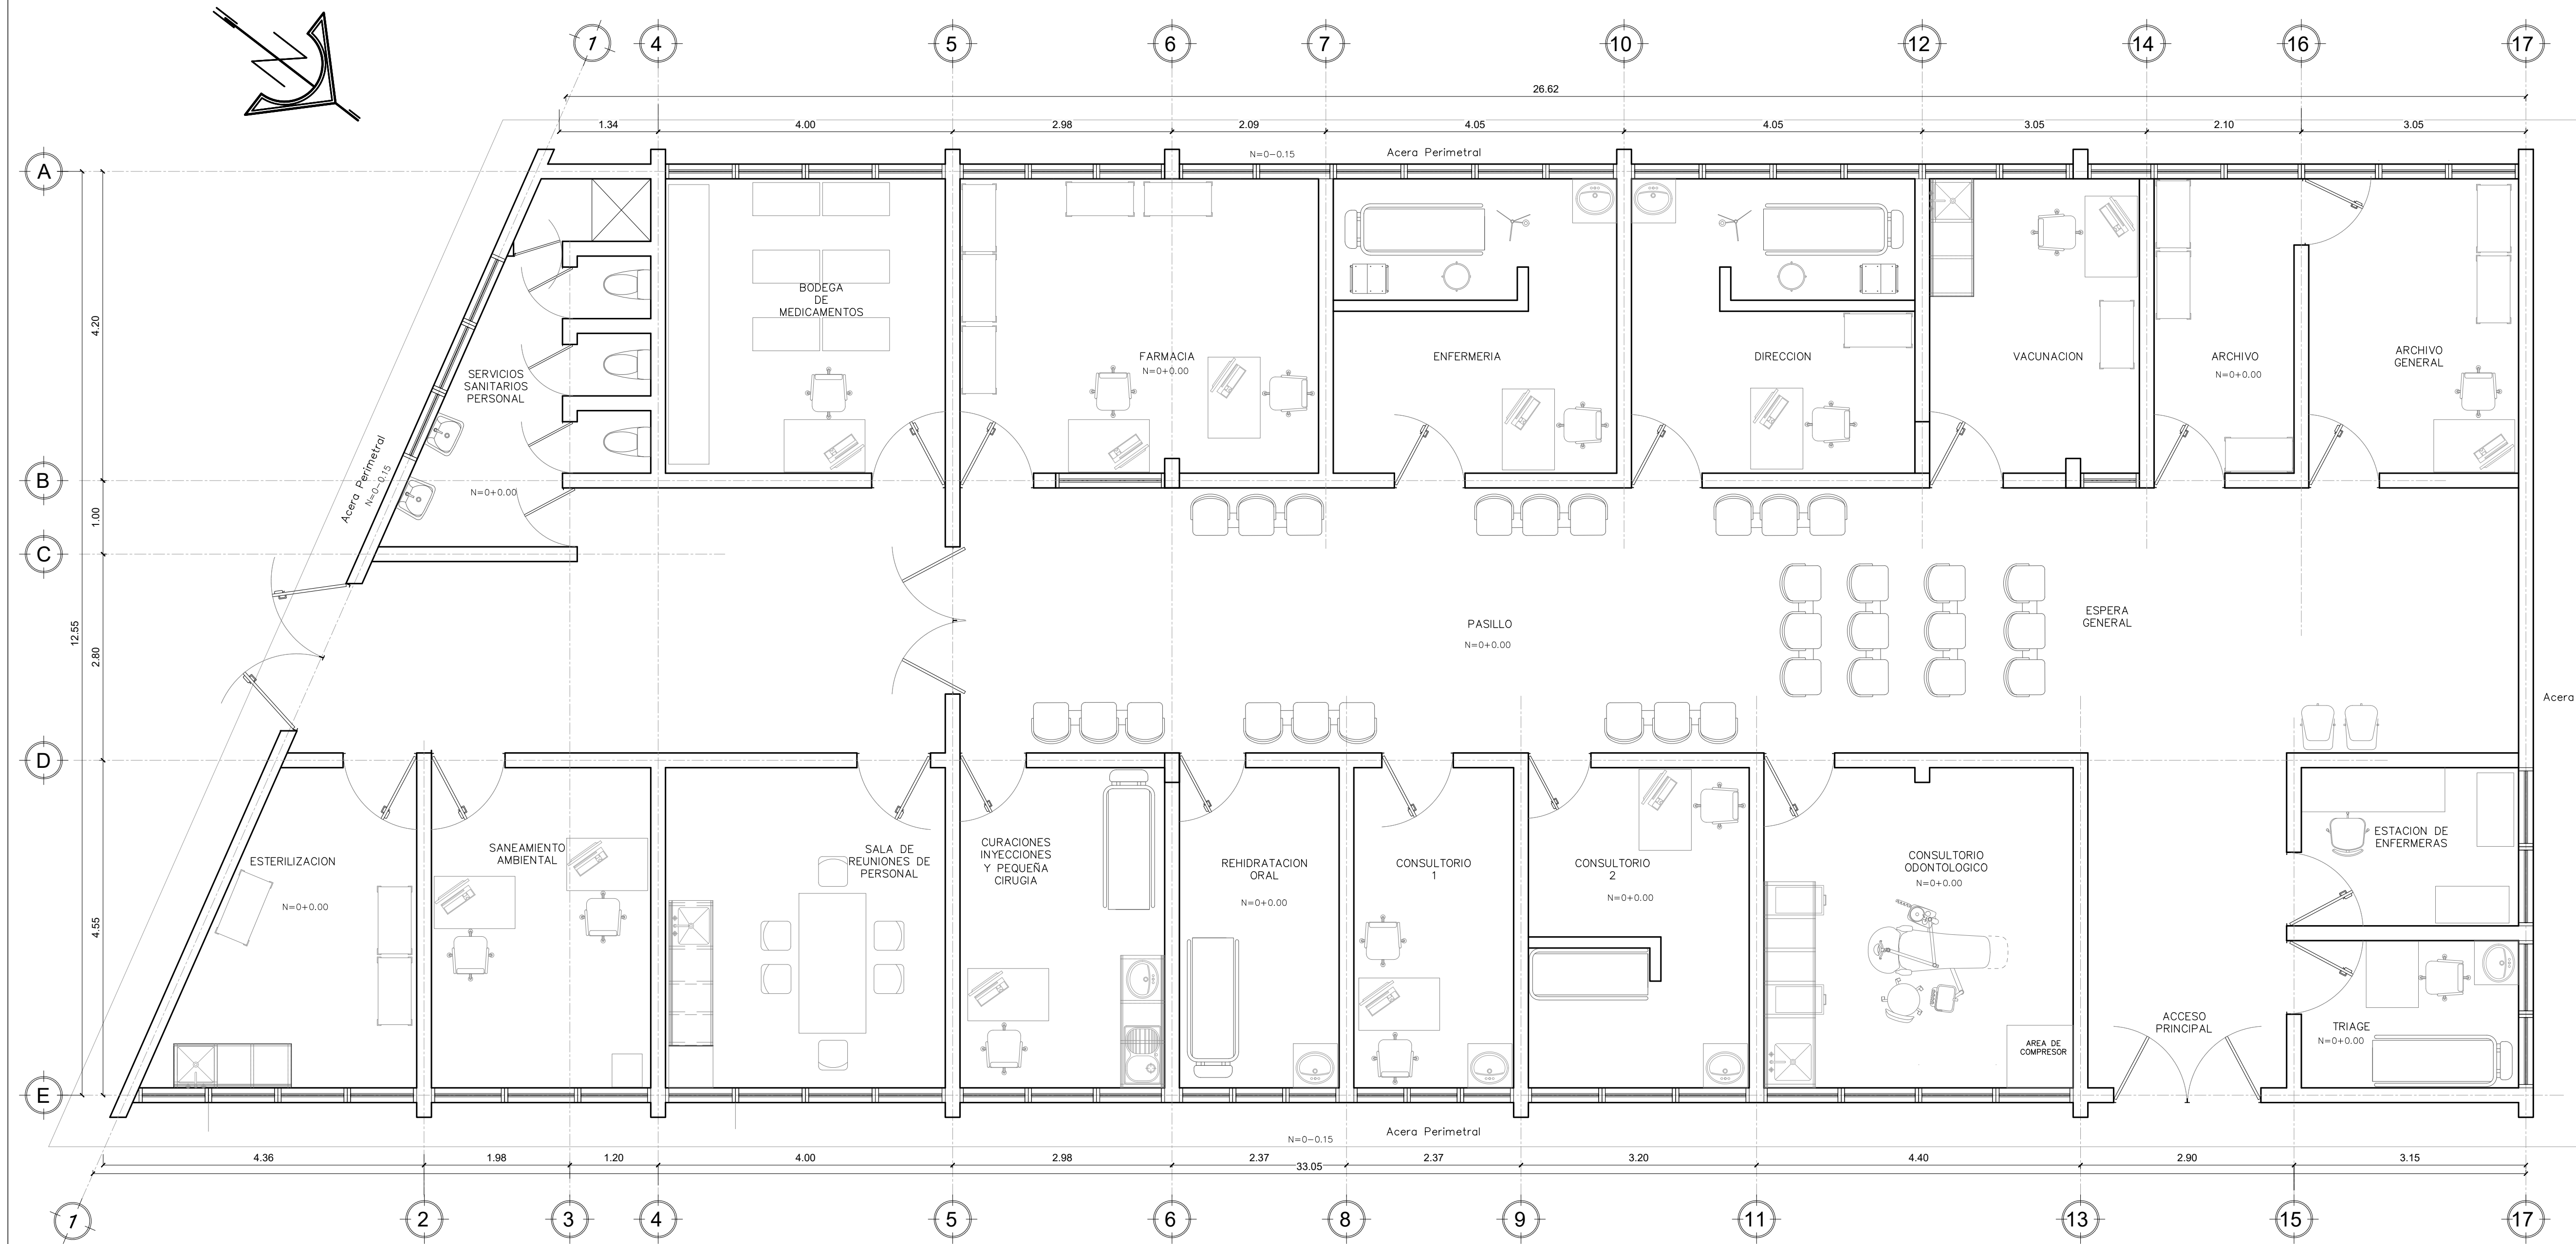 1
4
5
6
7
10
12
14
16
17
26.62
1.34
4.00
2.98
2.09
4.05
4.05
3.05
2.10
3.05
N=0-0.15
Acera Perimetral
A
B
C
D
E
4.20
1.00
2.80
4.55
12.55
BODEGA
DE
MEDICAMENTOS
SERVICIOS
SANITARIOS
PERSONAL
N=0+0.00
Acera Perimetral
N=0-0.15
FARMACIA
N=0+0.00
ENFERMERIA
DIRECCION
VACUNACION
ARCHIVO
N=0+0.00
ARCHIVO
GENERAL
PASILLO
N=0+0.00
ESPERA
GENERAL
Acera
ESTERILIZACION
N=0+0.00
SANEAMIENTO
AMBIENTAL
SALA DE
REUNIONES DE
PERSONAL
CURACIONES
INYECCIONES
Y PEQUEÑA
CIRUGIA
REHIDRATACION
ORAL
N=0+0.00
CONSULTORIO
1
CONSULTORIO
2
N=0+0.00
CONSULTORIO
ODONTOLOGICO
N=0+0.00
AREA DE
COMPRESOR
ACCESO
PRINCIPAL
ESTACION DE
ENFERMERAS
TRIAGE
N=0+0.00
N=0-0.15
Acera Perimetral
4.36
1.98
1.20
4.00
2.98
2.37
2.37
3.20
4.40
2.90
3.15
33.05
1
2
3
4
5
6
8
9
11
13
15
17